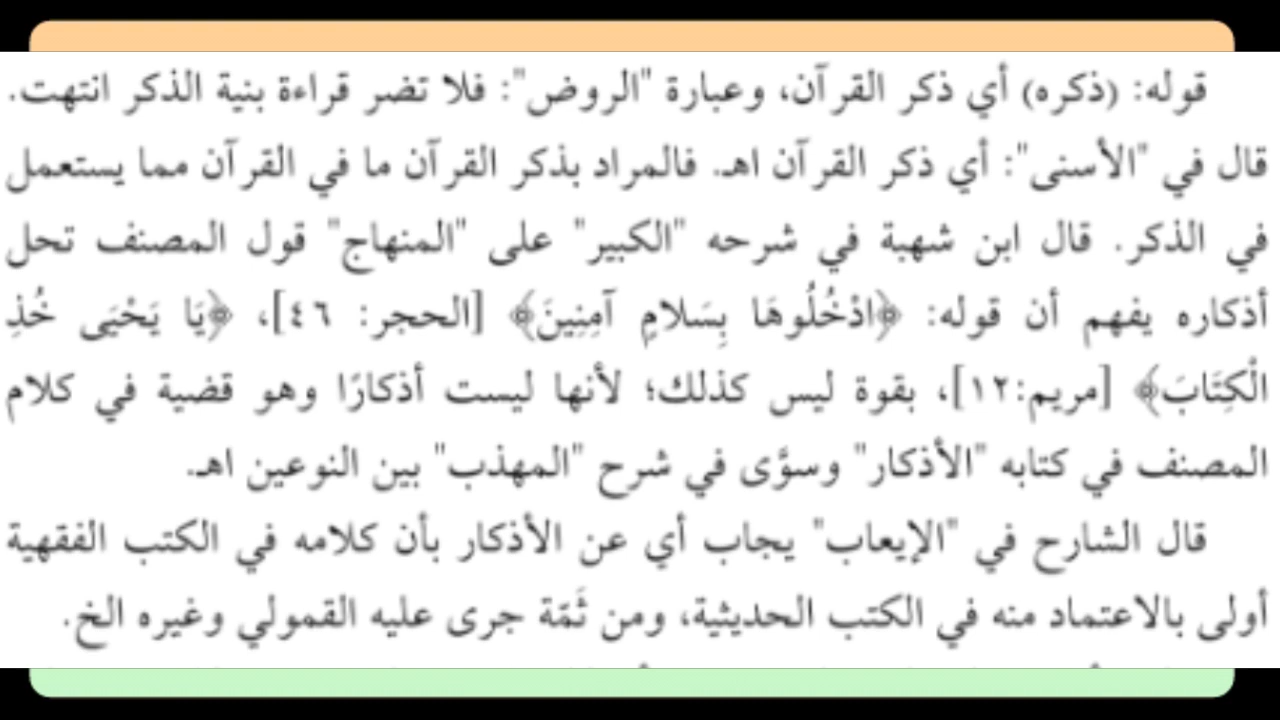 قوله: (ذكره) أي ذكر القرآن، وعبارة "الروض": فلا تضر قراءة بنية الذكر انتهت.
قال في "الأسنى": أي ذكر القرآن اهـ. فالمراد بذكر القرآن ما في القرآن مما يستعمل
في الذكر. قال ابن شهبة في شرحه "الكبير" على "المنهاج" قول المصنف تحل
أذكاره يفهم أن قوله: ﴿ادْخُلُوهَا بِسَلامٍ آمِنِينَ﴾ [الحجر: ٤٦]، ﴿يَا يَحْيَى خُذِ
الْكِتَابَ﴾ [مريم:١٢]، بقوة ليس كذلك؛ لأنها ليست أذكارًا وهو قضية في كلام
المصنف في كتابه "الأذكار" وسوَّى في شرح "المهذب" بين النوعين اهـ.
قال الشارح في "الإيعاب" يجاب أي عن الأذكار بأن كلامه في الكتب الفقهية
أولى بالاعتماد منه في الكتب الحديثية، ومن ثَمّة جرى عليه القمولي وغيره الخ.